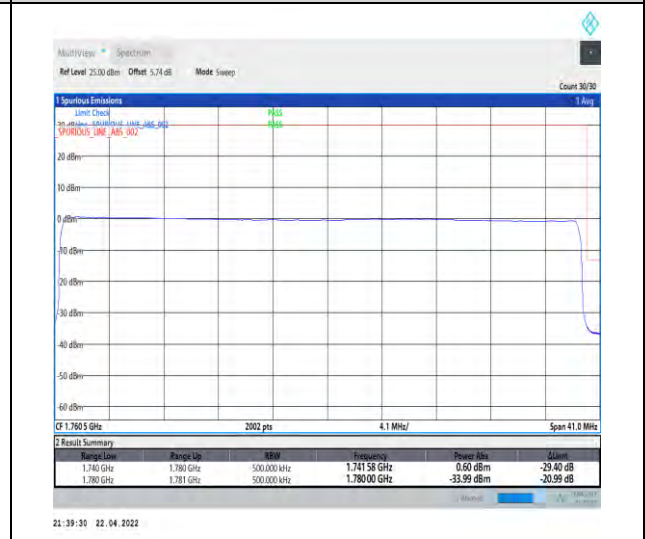 MultiView Spectrum
Ref Level 25.00 dBm Offset 5.74 dB Mode Sweep
Count 30/30
1 Spurious Emissions 1 Avg
Limit Check PASS
PASS
SPURIOUS_LINE_ABS_002
20 dBm
10 dBm
0 dBm
-10 dBm
-20 dBm
-30 dBm
-40 dBm
-50 dBm
-60 dBm
CF 1.7605 GHz 2002 pts 4.1 MHz/ Span 41.0 MHz
2 Result Summary
Range Low Range Up RBW Frequency Power Abs ΔLimit
1.740 GHz 1.780 GHz 500.000 kHz 1.741 58 GHz 0.60 dBm -29.40 dB
1.780 GHz 1.781 GHz 500.000 kHz 1.780 00 GHz -33.99 dBm -20.99 dB
21:39:30 22.04.2022